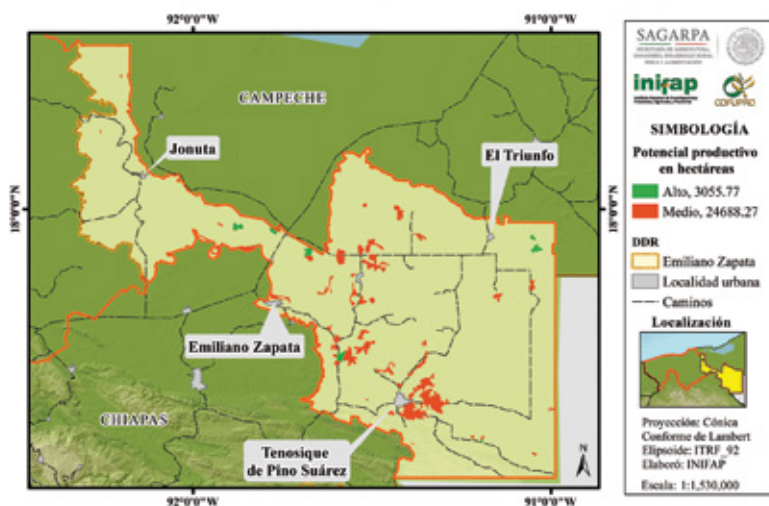 92°0'0"W
91°0'0"W
18°0'0"N
CAMPECHE
Jonuta
El Triunfo
Emiliano Zapata
CHIAPAS
Tenosique
de Pino Suárez
N
18°0'0"N
92°0'0"W
91°0'0"W
SAGARPA
inifap
COFUPRO
SIMBOLOGÍA
Potencial productivo
en hectáreas
Alto, 3055.77
Medio, 24688.27
DDR
Emiliano Zapata
Localidad urbana
Caminos
Localización
Proyección: Cónica
Conforme de Lambert
Elipsoide: ITRF_92
Elaboró: INIFAP
Escala: 1:1,530,000